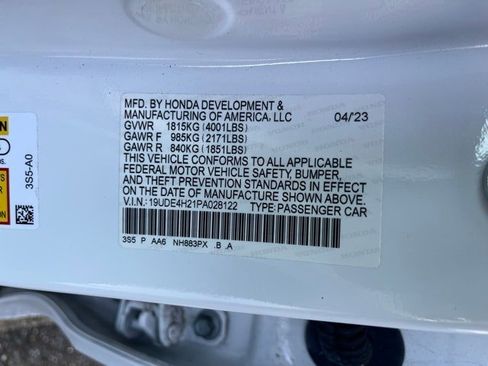 MFD. BY HONDA DEVELOPMENT &
MANUFACTURING OF AMERICA, LLC 04/23
GVWR 1815KG (4001LBS)
GAWR F 985KG (2171LBS)
GAWR R 840KG (1851LBS)
THIS VEHICLE CONFORMS TO ALL APPLICABLE
FEDERAL MOTOR VEHICLE SAFETY, BUMPER,
AND THEFT PREVENTION STANDARDS IN EFFECT
ON THE DATE OF MANUFACTURE SHOWN ABOVE.
V.I.N.: 19UDE4H21PA028122 TYPE PASSENGER CAR
3S5 P AA6 NH883PX .B .A
3S5-A0